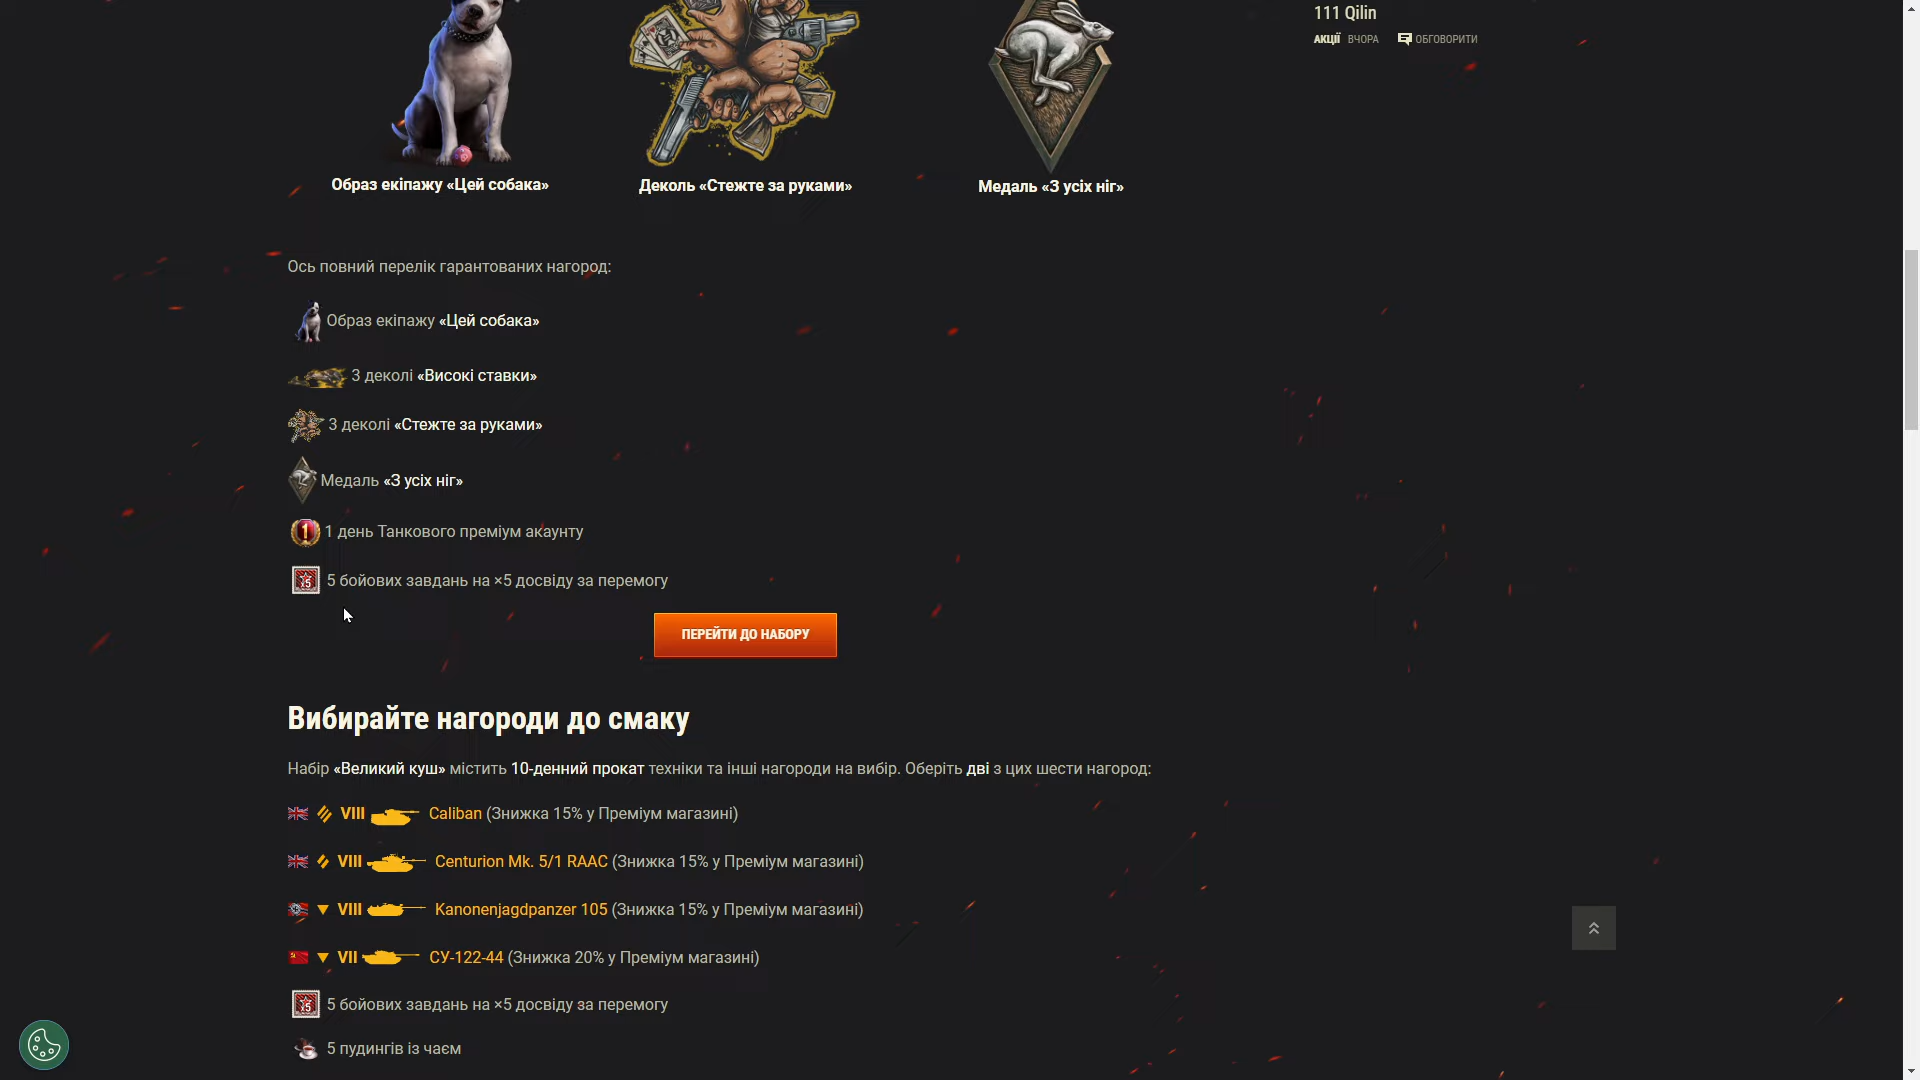 111 Qilin
АКЦІЇ ВЧОРА ОБГОВОРИТИ
Образ екіпажу «Цей собака»
Деколь «Стежте за руками»
Медаль «З усіх ніг»
Ось повний перелік гарантованих нагород:
Образ екіпажу «Цей собака»
3 деколі «Високі ставки»
3 деколі «Стежте за руками»
Медаль «З усіх ніг»
1 день Танкового преміум акаунту
5 бойових завдань на ×5 досвіду за перемогу
ПЕРЕЙТИ ДО НАБОРУ
Вибирайте нагороди до смаку
Набір «Великий куш» містить 10-денний прокат техніки та інші нагороди на вибір. Оберіть дві з цих шести нагород:
VIII Caliban (Знижка 15% у Преміум магазині)
VIII Centurion Mk. 5/1 RAAC (Знижка 15% у Преміум магазині)
VIII Kanonenjagdpanzer 105 (Знижка 15% у Преміум магазині)
VII СУ-122-44 (Знижка 20% у Преміум магазині)
5 бойових завдань на ×5 досвіду за перемогу
5 пудингів із чаєм